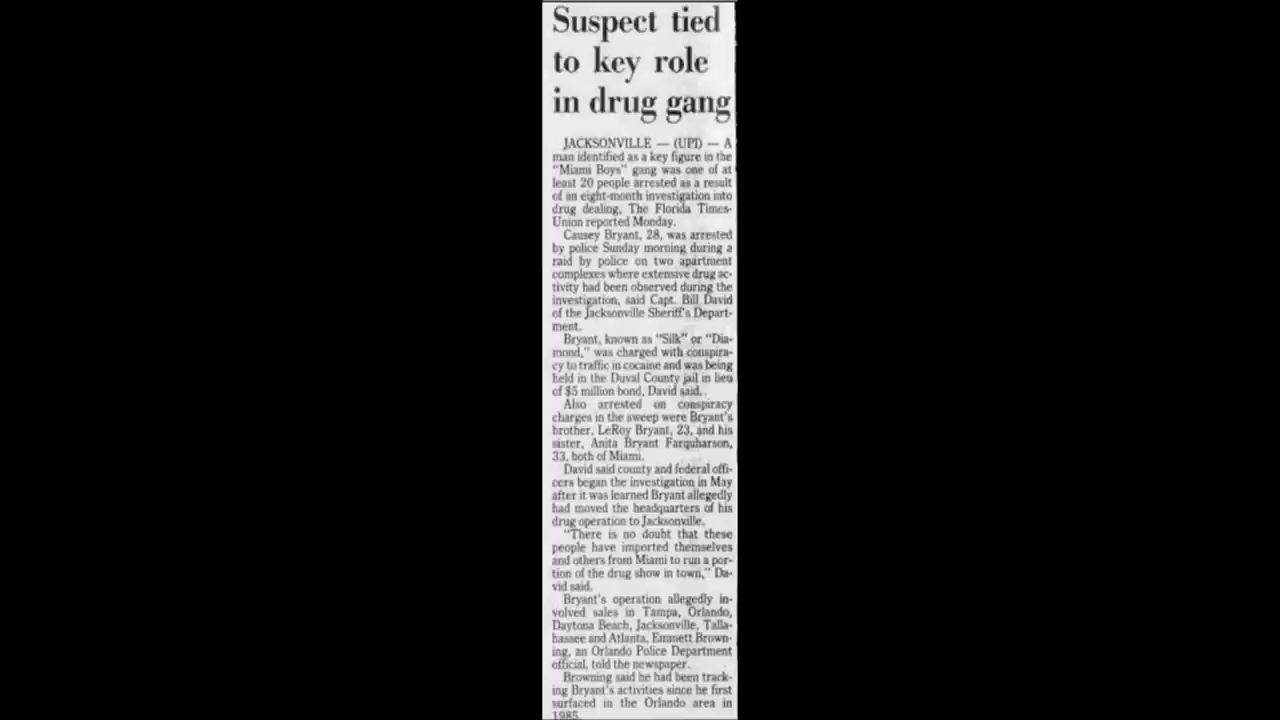 Suspect tied
to key role
in drug gang
JACKSONVILLE — (UPI) — A
man identified as a key figure in the
"Miami Boys" gang was one of at
least 20 people arrested as a result
of an eight-month investigation into
drug dealing, The Florida Times-
Union reported Monday.
Causey Bryant, 28, was arrested
by police Sunday morning during a
raid by police on two apartment
complexes where extensive drug ac-
tivity had been observed during the
investigation, said Capt. Bill David
of the Jacksonville Sheriff's Depart-
ment.
Bryant, known as "Silk" or "Dia-
mond," was charged with conspira-
cy to traffic in cocaine and was being
held in the Duval County jail in lieu
of $5 million bond, David said.
Also arrested on conspiracy
charges in the sweep were Bryant's
brother, LeRoy Bryant, 23, and his
sister, Anita Bryant Farquharson,
33, both of Miami.
David said county and federal offi-
cers began the investigation in May
after it was learned Bryant allegedly
had moved the headquarters of his
drug operation to Jacksonville.
"There is no doubt that these
people have imported themselves
and others from Miami to run a por-
tion of the drug show in town," Da-
vid said.
Bryant's operation allegedly in-
volved sales in Tampa, Orlando,
Daytona Beach, Jacksonville, Talla-
hassee and Atlanta, Emmett Brown-
ing, an Orlando Police Department
official, told the newspaper.
Browning said he had been track-
ing Bryant's activities since he first
surfaced in the Orlando area in
1985.